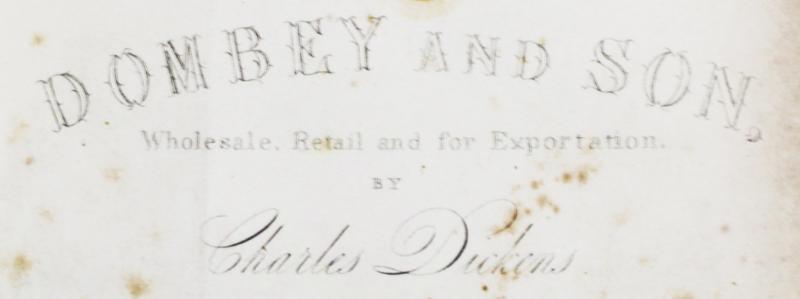 DOMBEY AND SON,
Wholesale, Retail and for Exportation.
BY
Charles Dickens